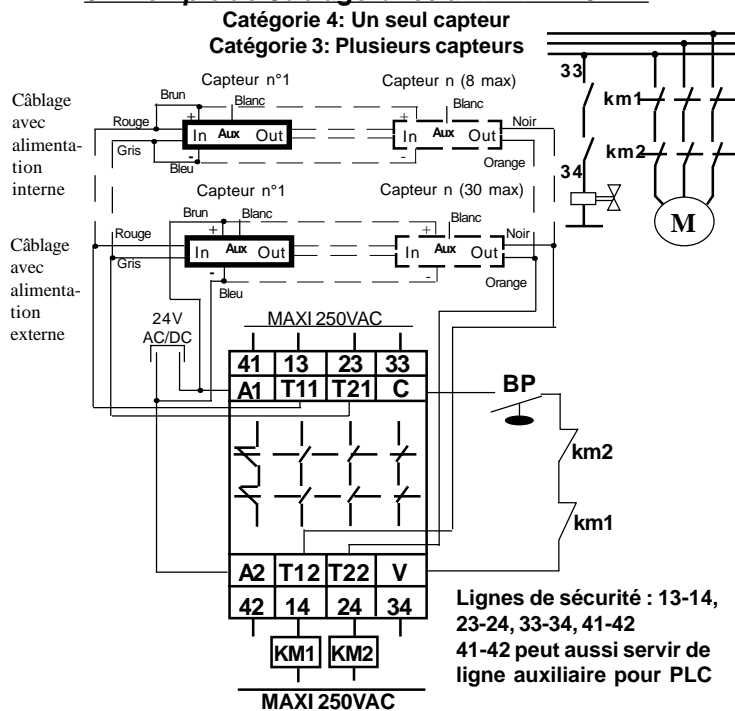 Catégorie 4: Un seul capteur
Catégorie 3: Plusieurs capteurs
Câblage
avec
alimenta-
tion
interne
Capteur n°1
Capteur n (8 max)
Brun
Blanc
Blanc
Rouge
+
In Aux Out
+
In Aux Out
Noir
Gris
-
Bleu
-
Orange
33
34
km1
km2
M
Câblage
avec
alimenta-
tion
externe
Capteur n°1
Capteur n (30 max)
Brun
Blanc
Blanc
Rouge
+
In Aux Out
+
In Aux Out
Noir
Gris
-
Bleu
-
Orange
24V
AC/DC
MAXI 250VAC
41 13 23 33
A1 T11 T21 C
BP
km2
km1
A2 T12 T22 V
42 14 24 34
KM1 KM2
MAXI 250VAC
Lignes de sécurité : 13-14,
23-24, 33-34, 41-42
41-42 peut aussi servir de
ligne auxiliaire pour PLC